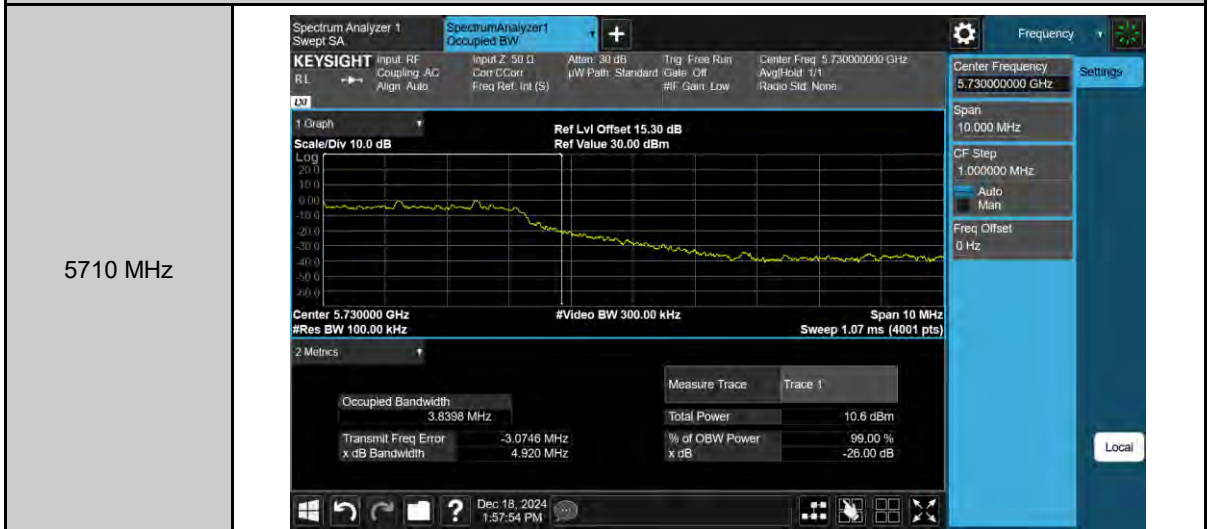 5710 MHz
Spectrum Analyzer 1
Swept SA
SpectrumAnalyzer1
Occupied BW
Frequency
KEYSIGHT
RL
LXI
Input: RF
Coupling: AC
Align: Auto
Input Z: 50 Ω
Corr CCorr
Freq Ref: Int (S)
Atten: 30 dB
µW Path: Standard
Trig: Free Run
Gate: Off
#IF Gain: Low
Center Freq: 5.730000000 GHz
Avg|Hold: 1/1
Radio Std: None
Center Frequency
5.730000000 GHz
Settings
Span
10.000 MHz
CF Step
1.000000 MHz
Auto
Man
Freq Offset
0 Hz
Local
1 Graph
Scale/Div 10.0 dB
Ref Lvl Offset 15.30 dB
Ref Value 30.00 dBm
Log
20.0
10.0
0.00
-10.0
-20.0
-30.0
-40.0
-50.0
-60.0
Center 5.730000 GHz
#Video BW 300.00 kHz
Span 10 MHz
#Res BW 100.00 kHz
Sweep 1.07 ms (4001 pts)
2 Metrics
Measure Trace
Trace 1
Occupied Bandwidth
3.8398 MHz
Total Power
10.6 dBm
Transmit Freq Error
-3.0746 MHz
% of OBW Power
99.00 %
x dB Bandwidth
4.920 MHz
x dB
-26.00 dB
Dec 18, 2024
1:57:54 PM